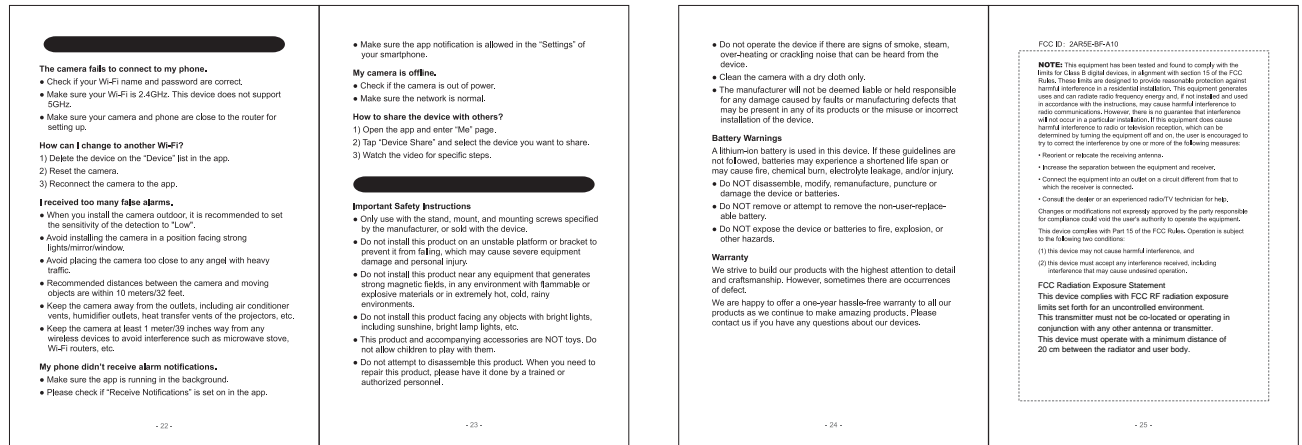 The camera fails to connect to my phone.
● Check if your Wi-Fi name and password are correct.
● Make sure your Wi-Fi is 2.4GHz. This device does not support
5GHz.
● Make sure your camera and phone are close to the router for
setting up.
How can I change to another Wi-Fi?
1) Delete the device on the “Device” list in the app.
2) Reset the camera.
3) Reconnect the camera to the app.
I received too many false alarms.
● When you install the camera outdoor, it is recommended to set
the sensitivity of the detection to "Low".
● Avoid installing the camera in a position facing strong
lights/mirror/window.
● Avoid placing the camera too close to any angel with heavy
traffic.
● Recommended distances between the camera and moving
objects are within 10 meters/32 feet.
● Keep the camera away from the outlets, including air conditioner
vents, humidifier outlets, heat transfer vents of the projectors, etc.
● Keep the camera at least 1 meter/39 inches way from any
wireless devices to avoid interference such as microwave stove,
Wi-Fi routers, etc.
My phone didn’t receive alarm notifications.
● Make sure the app is running in the background.
● Please check if “Receive Notifications” is set on in the app.
- 22 -
● Make sure the app notification is allowed in the “Settings” of
your smartphone.
My camera is offline.
● Check if the camera is out of power.
● Make sure the network is normal.
How to share the device with others?
1) Open the app and enter “Me” page.
2) Tap “Device Share” and select the device you want to share.
3) Watch the video for specific steps.
Important Safety Instructions
● Only use with the stand, mount, and mounting screws specified
by the manufacturer, or sold with the device.
● Do not install this product on an unstable platform or bracket to
prevent it from falling, which may cause severe equipment
damage and personal injury.
● Do not install this product near any equipment that generates
strong magnetic fields, in any environment with flammable or
explosive materials or in extremely hot, cold, rainy
environments.
● Do not install this product facing any objects with bright lights,
including sunshine, bright lamp lights, etc.
● This product and accompanying accessories are NOT toys. Do
not allow children to play with them.
● Do not attempt to disassemble this product. When you need to
repair this product, please have it done by a trained or
authorized personnel.
- 23 -
● Do not operate the device if there are signs of smoke, steam,
over-heating or crackling noise that can be heard from the
device.
● Clean the camera with a dry cloth only.
● The manufacturer will not be deemed liable or held responsible
for any damage caused by faults or manufacturing defects that
may be present in any of its products or the misuse or incorrect
installation of the device.
Battery Warnings
A lithium-ion battery is used in this device. If these guidelines are
not followed, batteries may experience a shortened life span or
may cause fire, chemical burn, electrolyte leakage, and/or injury.
● Do NOT disassemble, modify, remanufacture, puncture or
damage the device or batteries.
● Do NOT remove or attempt to remove the non-user-replace-
able battery.
● Do NOT expose the device or batteries to fire, explosion, or
other hazards.
Warranty
We strive to build our products with the highest attention to detail
and craftsmanship. However, sometimes there are occurrences
of defect.
We are happy to offer a one-year hassle-free warranty to all our
products as we continue to make amazing products. Please
contact us if you have any questions about our devices.
- 24 -
FCC ID: 2AR5E-BF-A10
NOTE: This equipment has been tested and found to comply with the
limits for Class B digital devices, in alignment with section 15 of the FCC
Rules. These limits are designed to provide reasonable protection against
harmful interference in a residential installation. This equipment generates
uses and can radiate radio frequency energy and, if not installed and used
in accordance with the instructions, may cause harmful interference to
radio communications. However, there is no guarantee that interference
will not occur in a particular installation. If this equipment does cause
harmful interference to radio or television reception, which can be
determined by turning the equipment off and on, the user is encouraged to
try to correct the interference by one or more of the following measures:
• Reorient or relocate the receiving antenna.
• Increase the separation between the equipment and receiver.
• Connect the equipment into an outlet on a circuit different from that to
which the receiver is connected.
• Consult the dealer or an experienced radio/TV technician for help.
Changes or modifications not expressly approved by the party responsible
for compliance could void the user's authority to operate the equipment.
This device complies with Part 15 of the FCC Rules. Operation is subject
to the following two conditions:
(1) this device may not cause harmful interference, and
(2) this device must accept any interference received, including
interference that may cause undesired operation.
FCC Radiation Exposure Statement
This device complies with FCC RF radiation exposure
limits set forth for an uncontrolled environment.
This transmitter must not be co-located or operating in
conjunction with any other antenna or transmitter.
This device must operate with a minimum distance of
20 cm between the radiator and user body.
- 25 -